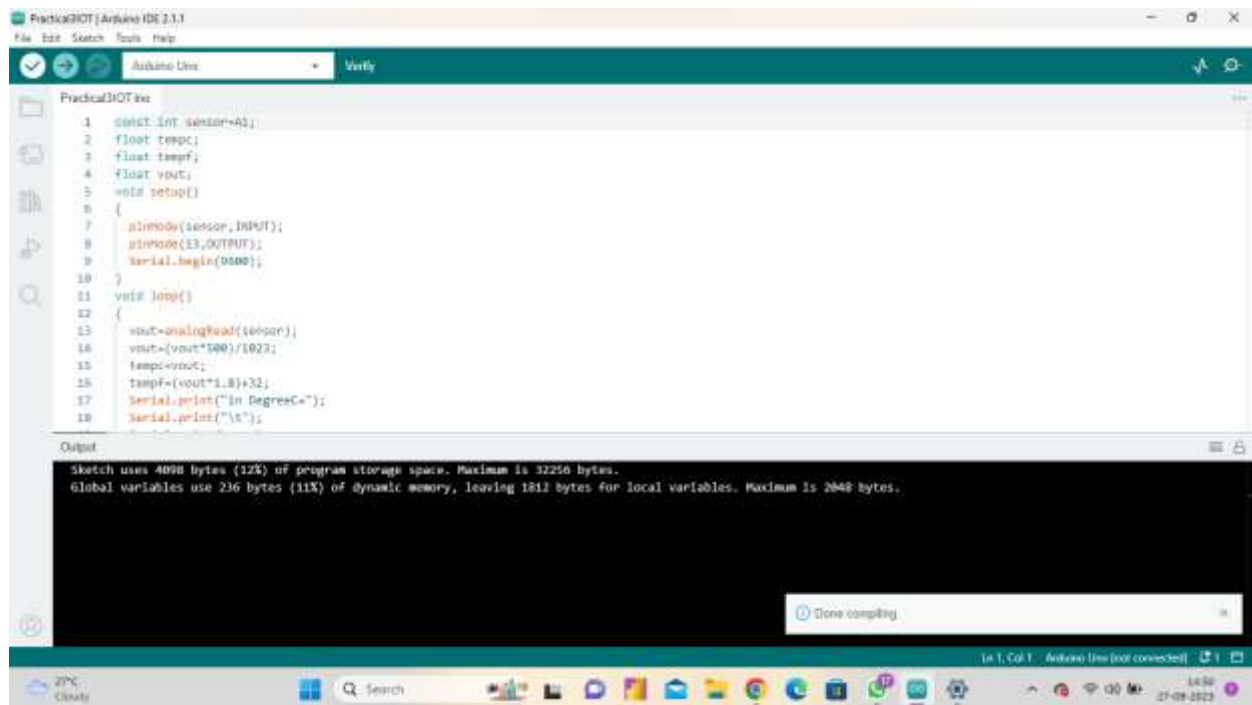 Practical3IOT | Arduino IDE 2.1.1
File Edit Sketch Tools Help
Arduino Uno
Verify
Practical3IOT.ino
1 const int sensor=A1;
2 float tempc;
3 float tempf;
4 float vout;
5 void setup()
6 {
7 pinMode(sensor,INPUT);
8 pinMode(13,OUTPUT);
9 Serial.begin(9600);
10 }
11 void loop()
12 {
13 vout=analogRead(sensor);
14 vout=(vout*500)/1023;
15 tempc=vout;
16 tempf=(vout*1.8)+32;
17 Serial.print("in DegreeC=");
18 Serial.print("\t");
Output
Sketch uses 4098 bytes (12%) of program storage space. Maximum is 32256 bytes.
Global variables use 236 bytes (11%) of dynamic memory, leaving 1812 bytes for local variables. Maximum is 2048 bytes.
Done compiling.
Ln 1, Col 1 Arduino Uno [not connected] 1
27°C
Cloudy
Search
14:50
27-09-2023